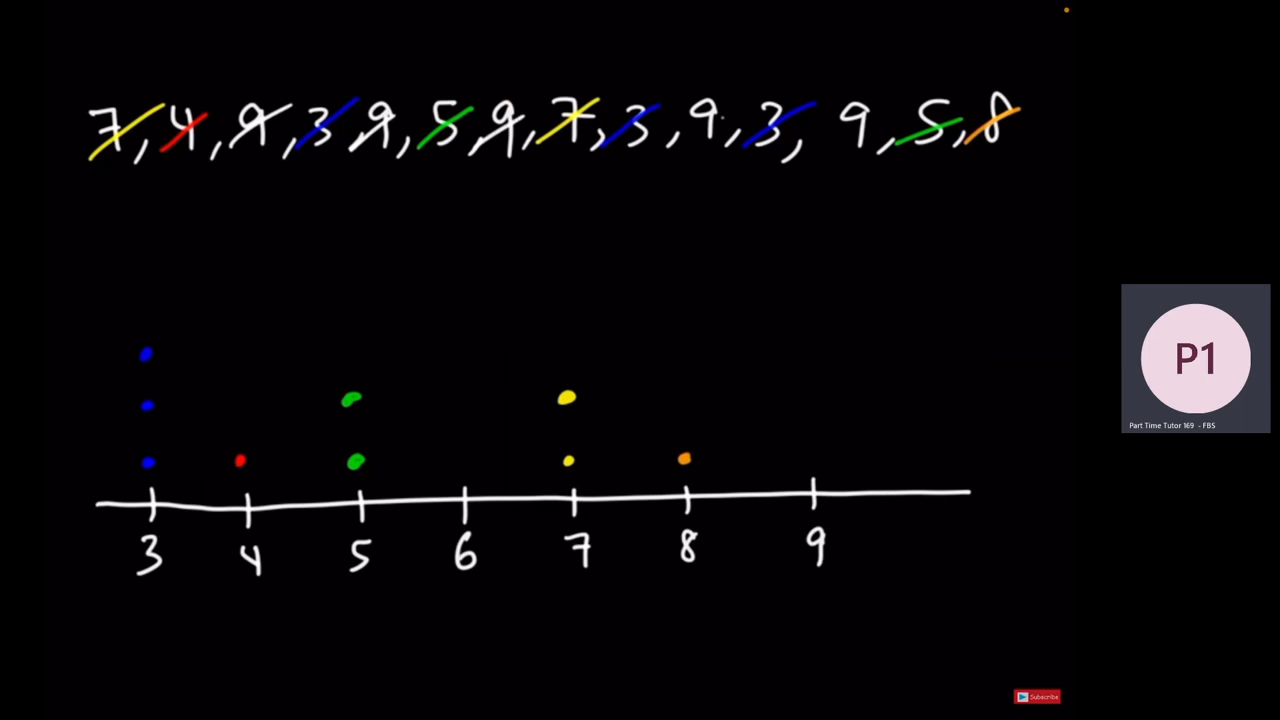 7, 4, 9, 3, 9, 5, 9, 7, 3, 9, 3, 9, 5, 8
P1
Part Time Tutor 169 - FBS
3 4 5 6 7 8 9
Subscribe